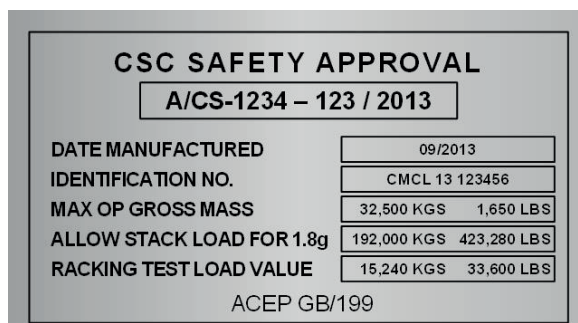 CSC SAFETY APPROVAL
A/CS-1234 – 123 / 2013
DATE MANUFACTURED 09/2013
IDENTIFICATION NO. CMCL 13 123456
MAX OP GROSS MASS 32,500 KGS 1,650 LBS
ALLOW STACK LOAD FOR 1.8g 192,000 KGS 423,280 LBS
RACKING TEST LOAD VALUE 15,240 KGS 33,600 LBS
ACEP GB/199